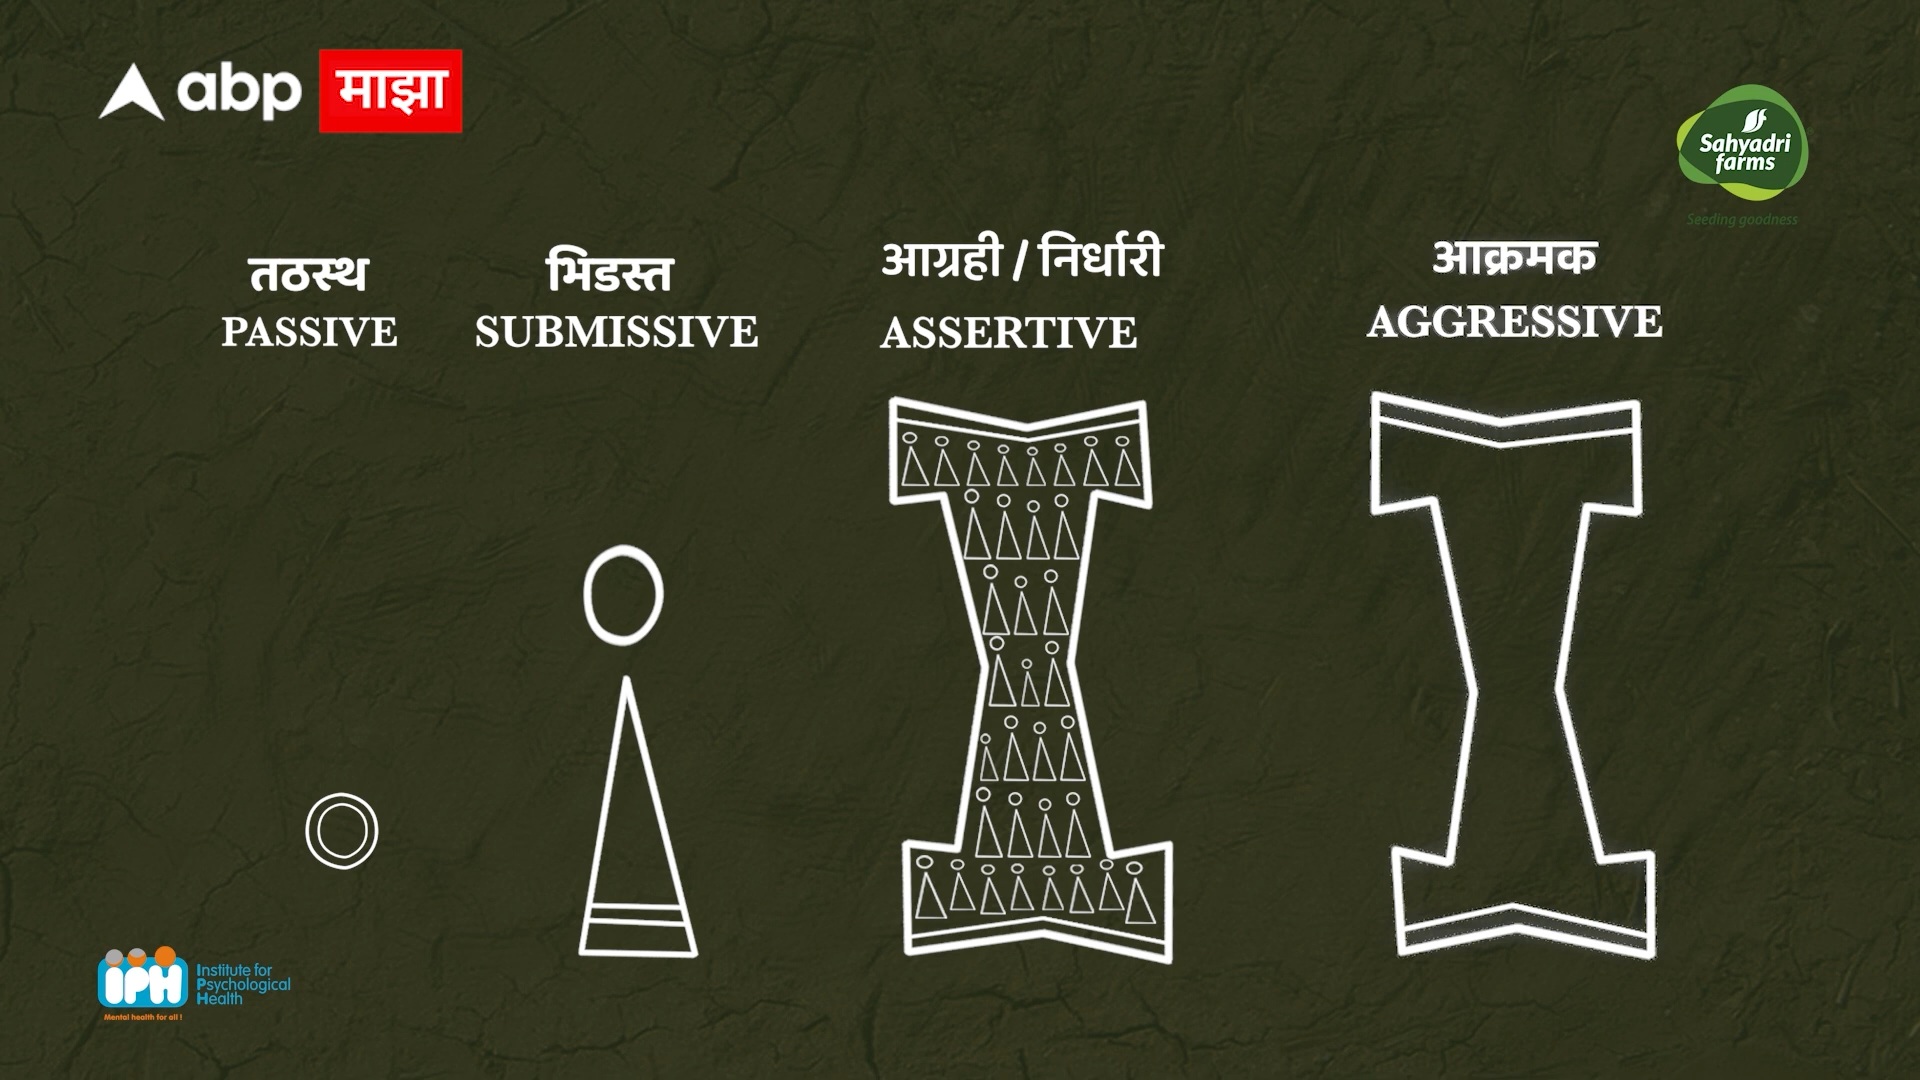 abp माझा
Sahyadri
farms
Seeding goodness
तठस्थ
PASSIVE
भिडस्त
SUBMISSIVE
आग्रही / निर्धारी
ASSERTIVE
आक्रमक
AGGRESSIVE
iPH
Institute for
Psychological
Health
Mental health for all !